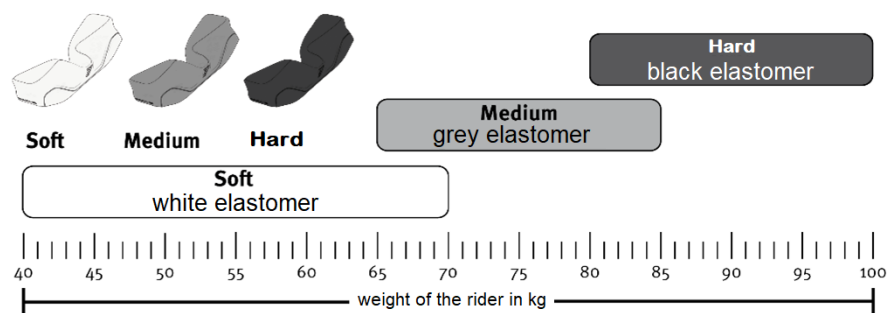 Hard
black elastomer
Medium
grey elastomer
Soft Medium Hard
Soft
white elastomer
40 45 50 55 60 65 70 75 80 85 90 95 100
weight of the rider in kg